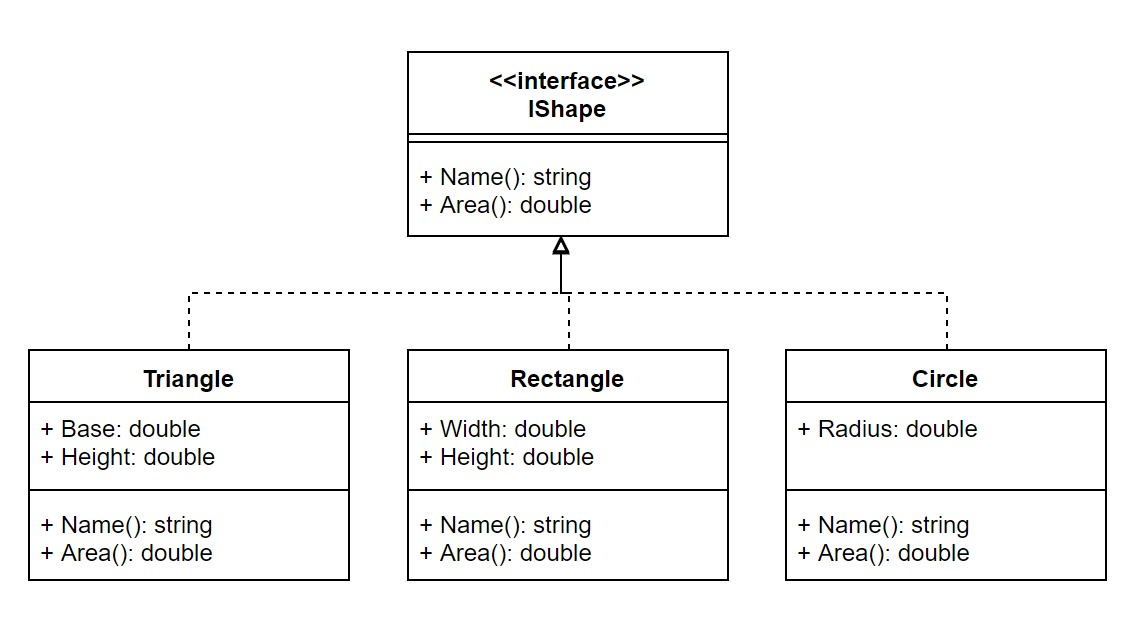 <<interface>>
IShape
+ Name(): string
+ Area(): double
Triangle
+ Base: double
+ Height: double
+ Name(): string
+ Area(): double
Rectangle
+ Width: double
+ Height: double
+ Name(): string
+ Area(): double
Circle
+ Radius: double
+ Name(): string
+ Area(): double